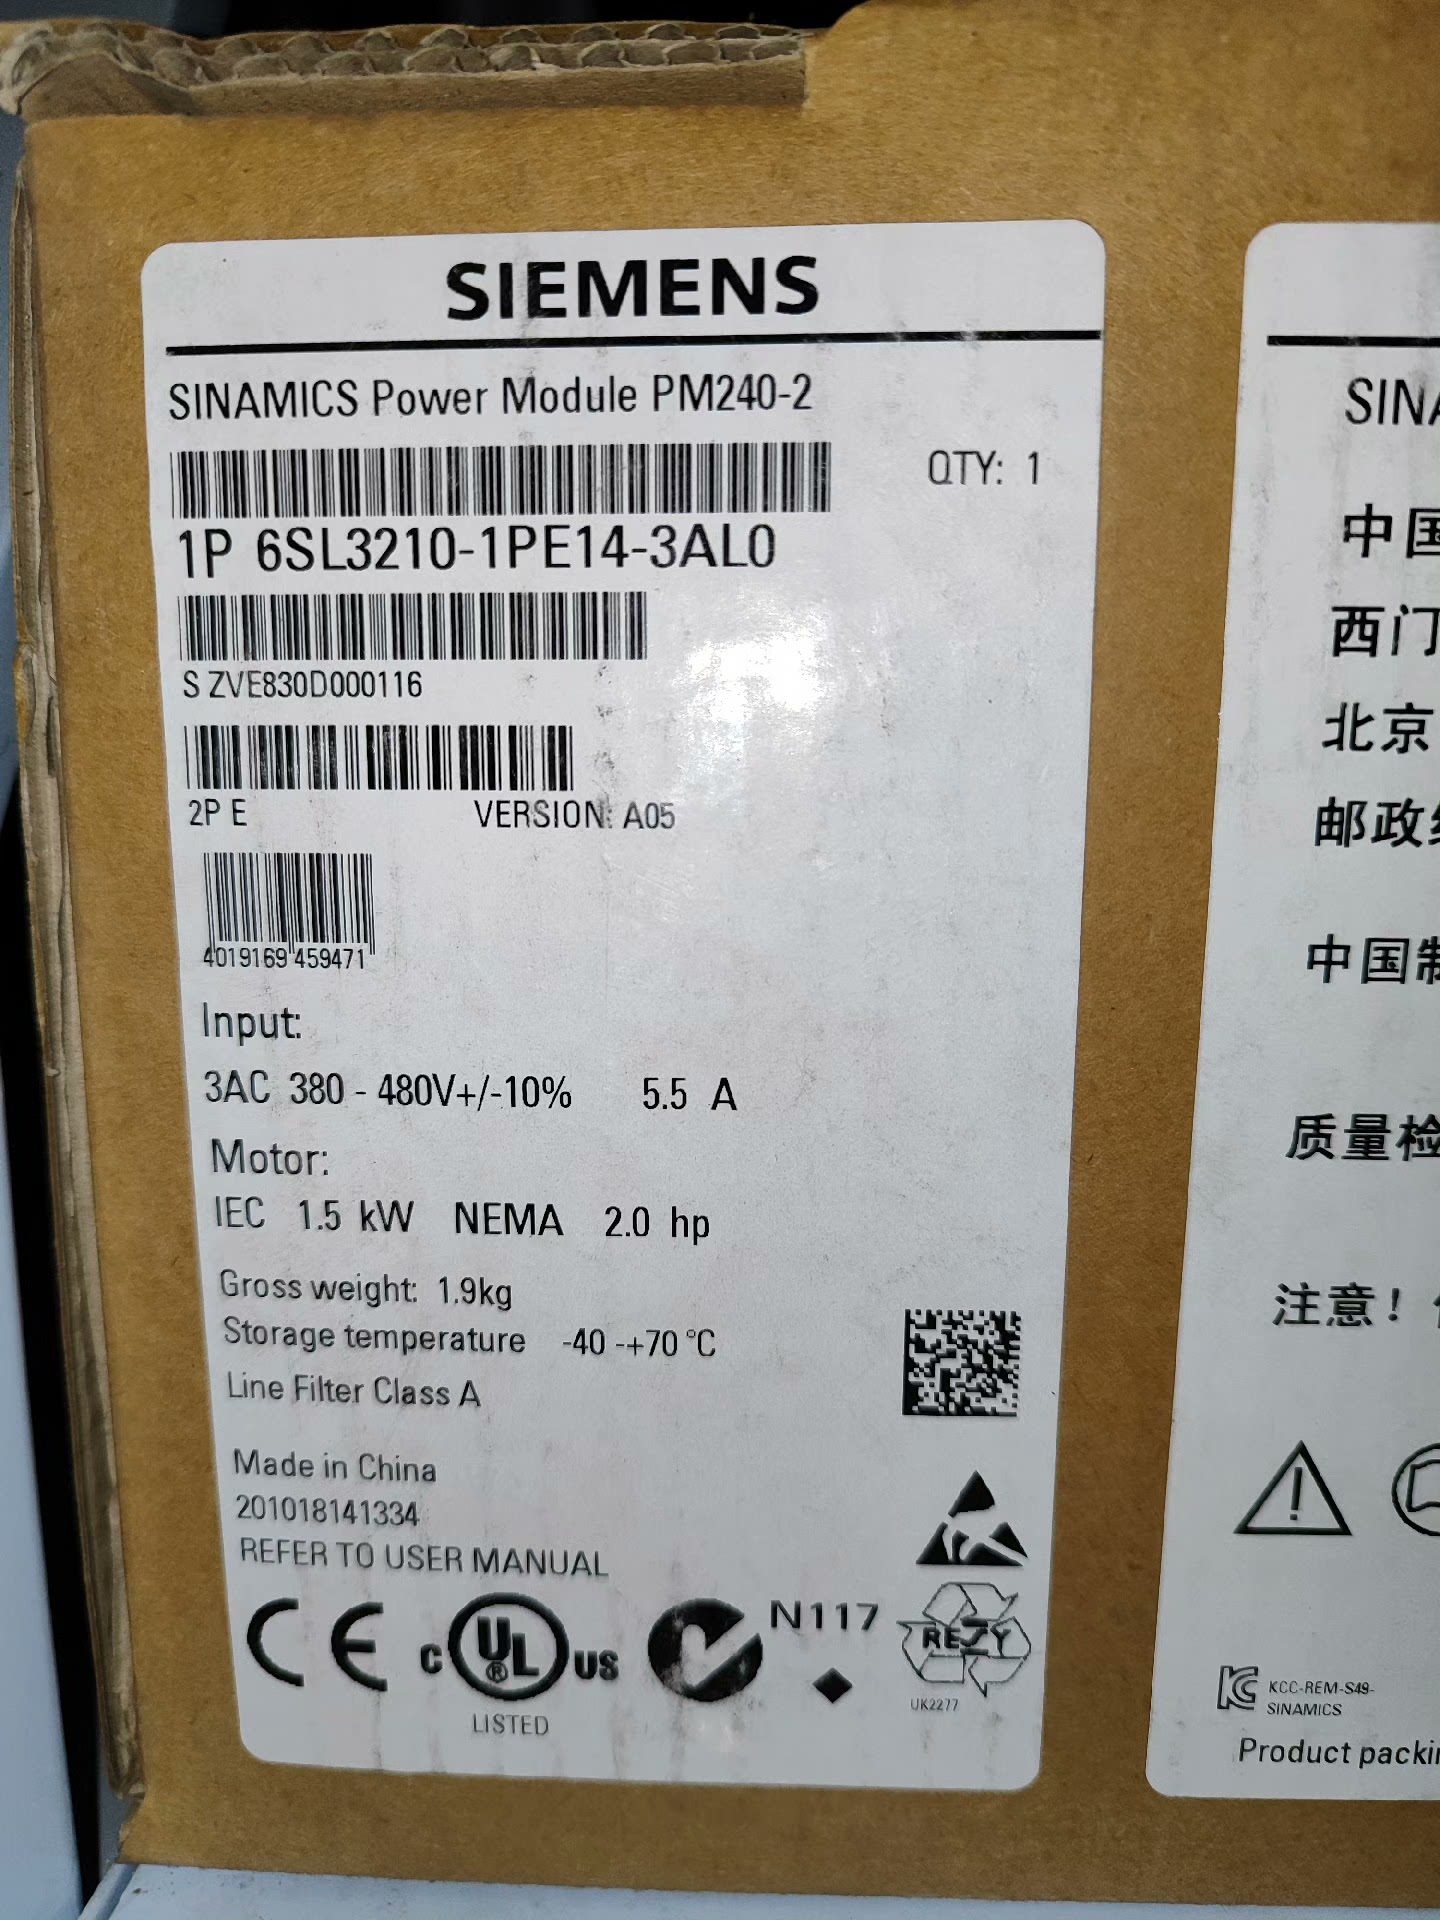 SIEMENS
SINAMICS Power Module PM240-2
QTY: 1
1P 6SL3210-1PE14-3AL0
S ZVE830D000116
2P E VERSION: A05
4019169 459471
Input:
3AC 380 - 480V+/-10% 5.5 A
Motor:
IEC 1.5 kW NEMA 2.0 hp
Gross weight: 1.9kg
Storage temperature -40 -+70 °C
Line Filter Class A
Made in China
201018141334
REFER TO USER MANUAL
CE C UL ® US LISTED N117 RESY UK2277
SINA
中国
西门
北京
邮政
中国制
质量检
注意！
KC KCC-REM-S49-
SINAMICS
Product packin